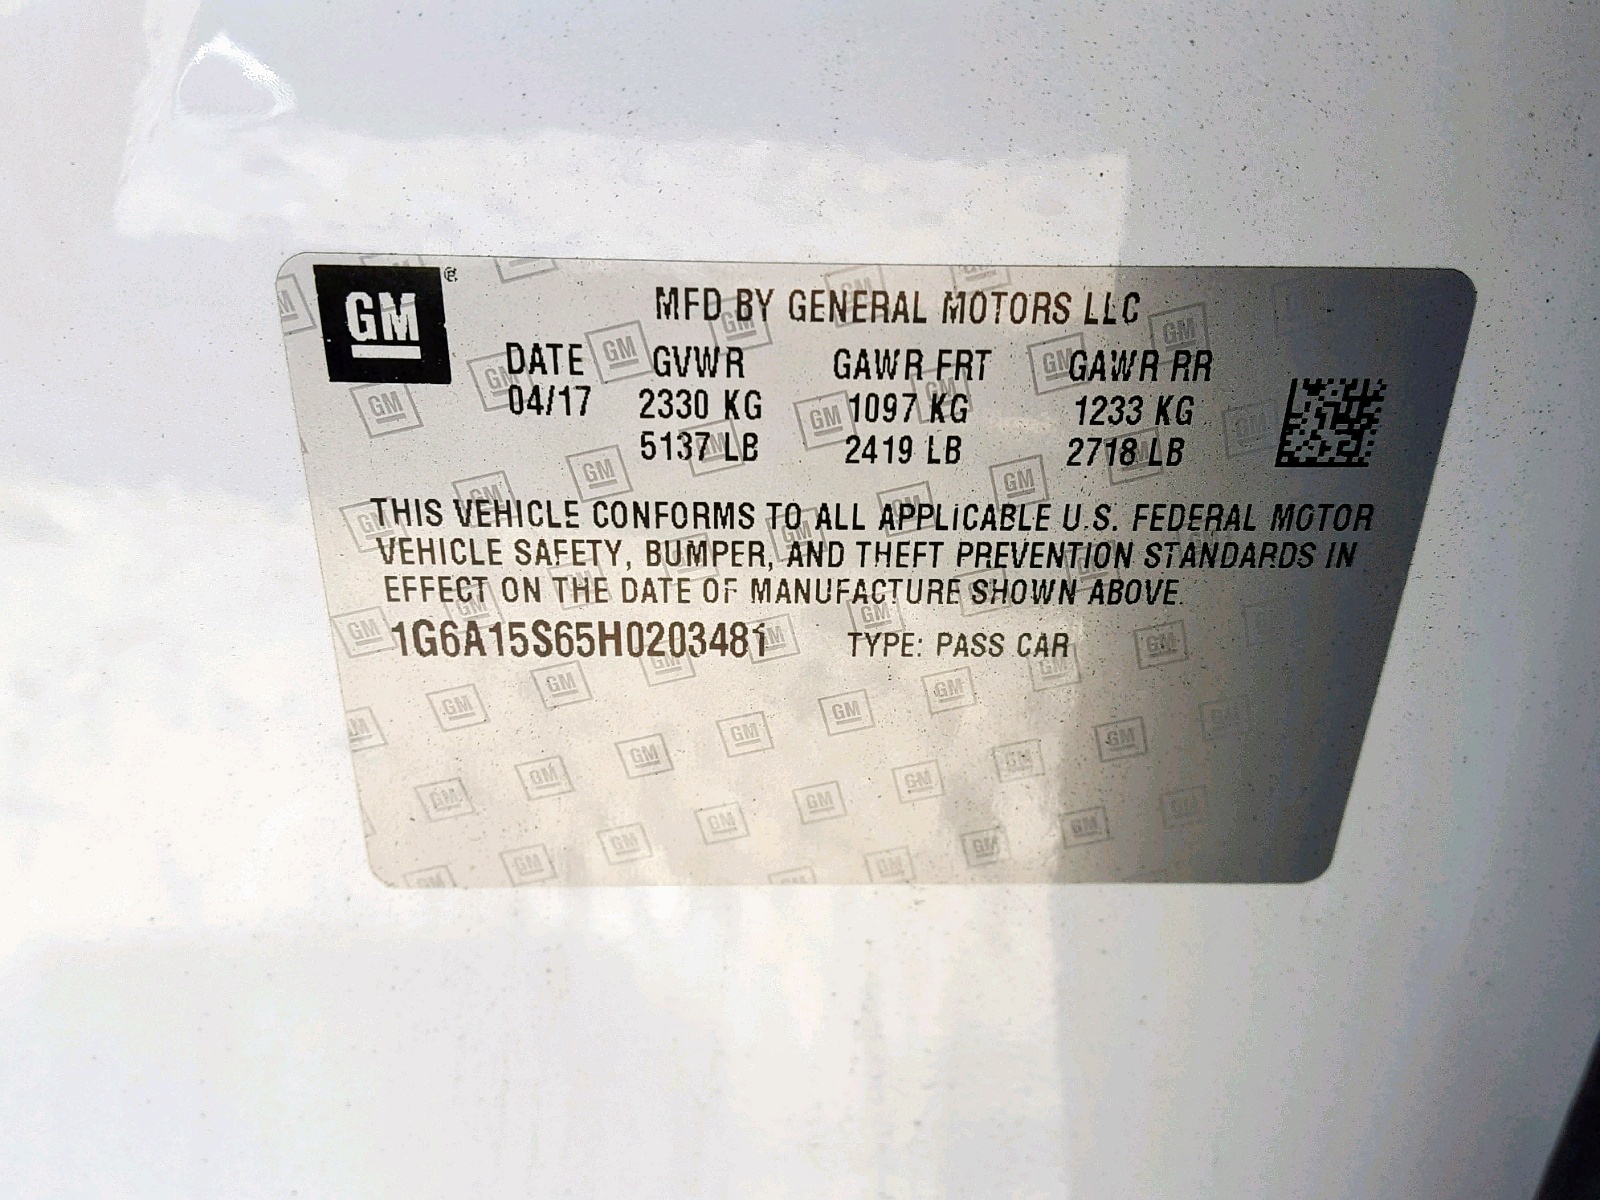 GM ®
MFD BY GENERAL MOTORS LLC
DATE GVWR GAWR FRT GAWR RR
04/17 2330 KG 1097 KG 1233 KG
5137 LB 2419 LB 2718 LB
THIS VEHICLE CONFORMS TO ALL APPLICABLE U.S. FEDERAL MOTOR
VEHICLE SAFETY, BUMPER, AND THEFT PREVENTION STANDARDS IN
EFFECT ON THE DATE OF MANUFACTURE SHOWN ABOVE.
1G6A15S65H0203481 TYPE: PASS CAR